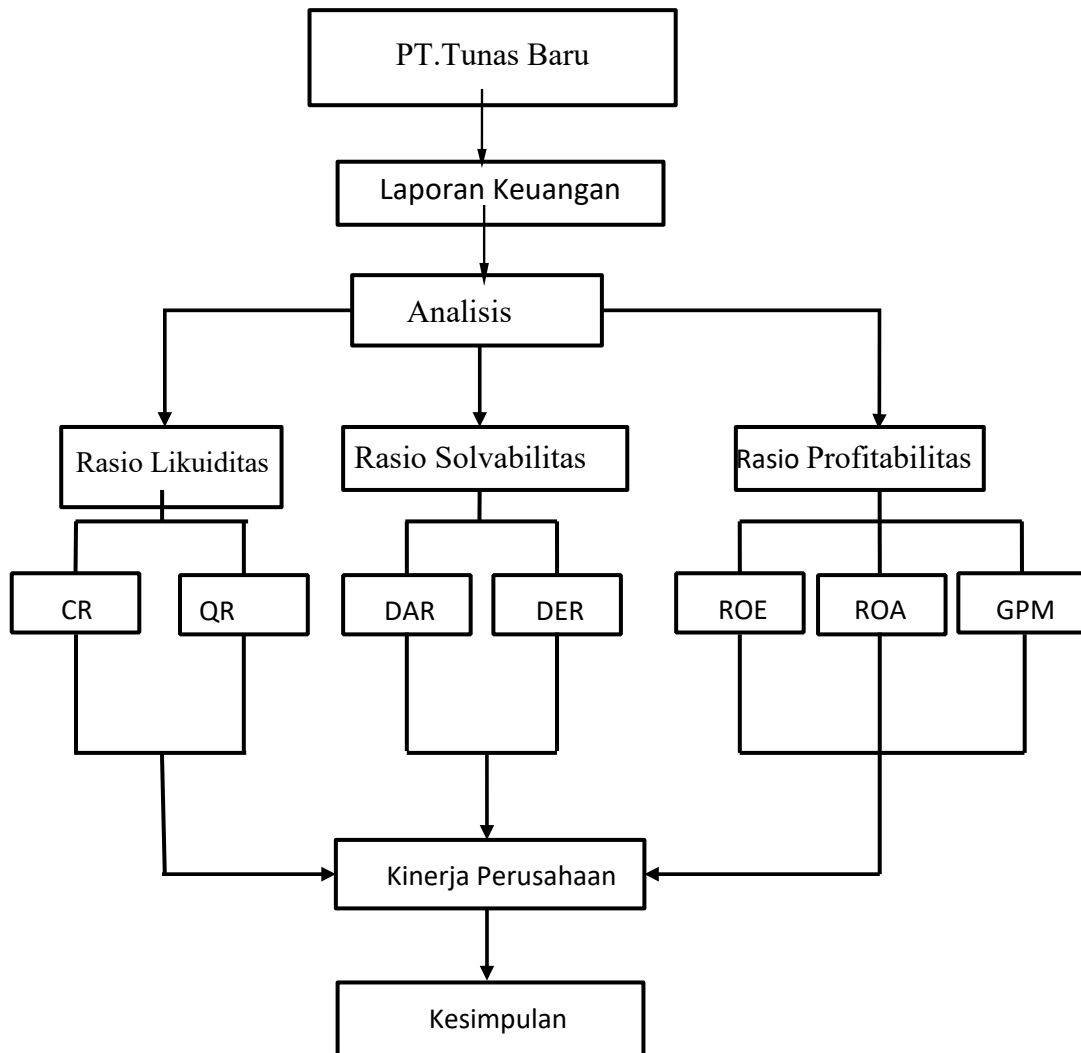 PT.Tunas Baru
Laporan Keuangan
Analisis
Rasio Likuiditas
Rasio Solvabilitas
Rasio Profitabilitas
CR
QR
DAR
DER
ROE
ROA
GPM
Kinerja Perusahaan
Kesimpulan